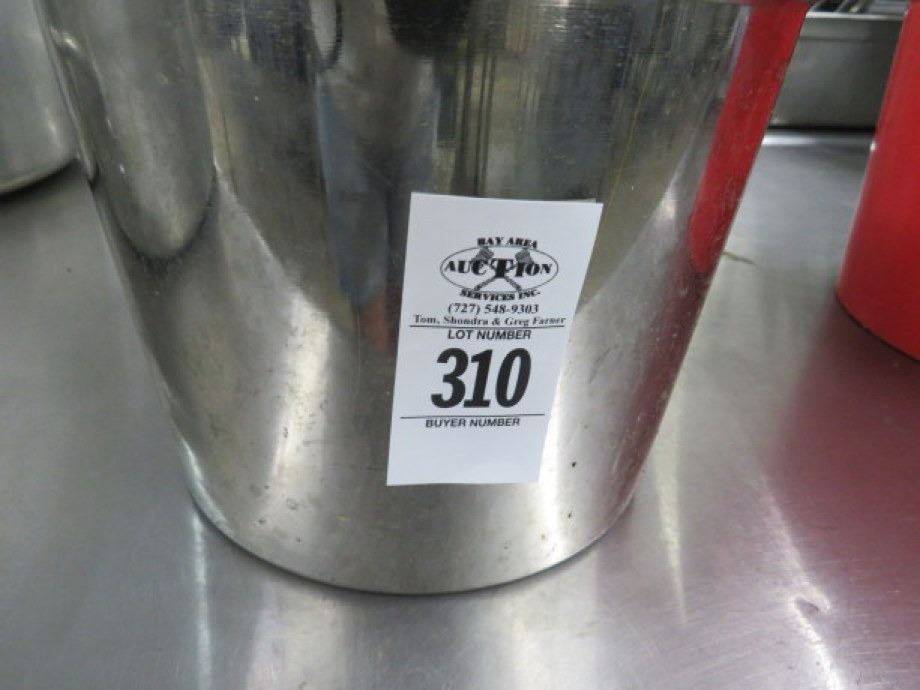 BAY AREA
AUCTION
SERVICES INC.
(727) 548-9303
Tom, Shondra & Greg Farner
LOT NUMBER
310
BUYER NUMBER